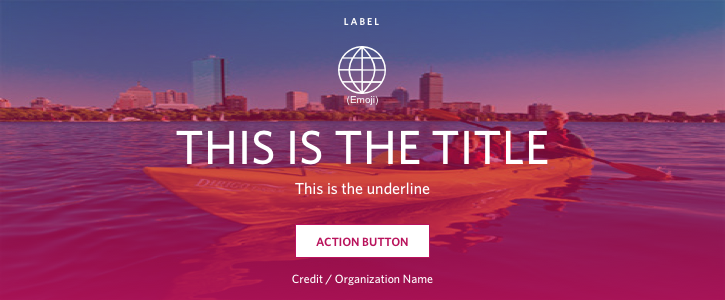 LABEL
(Emoji)
THIS IS THE TITLE
This is the underline
ACTION BUTTON
Credit / Organization Name